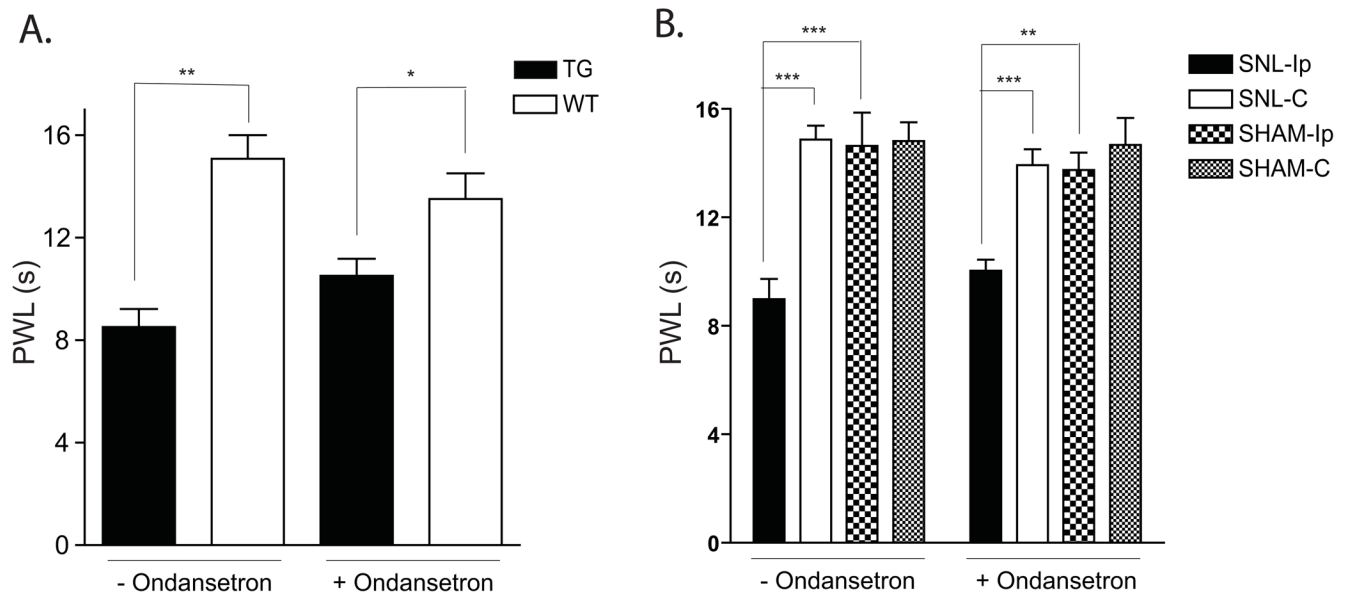 A.
**
*
TG
WT
PWL (s)
16
12
8
4
0
- Ondansetron
+ Ondansetron
B.
***
***
**
***
SNL-Ip
SNL-C
SHAM-Ip
SHAM-C
PWL (s)
16
12
8
4
0
- Ondansetron
+ Ondansetron